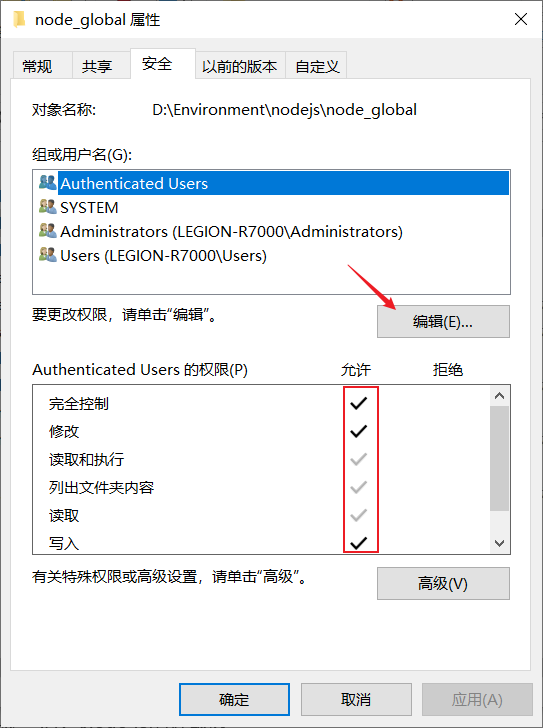 node_global 属性
常规 共享 安全 以前的版本 自定义
对象名称: D:\Environment\nodejs\node_global
组或用户名(G):
Authenticated Users
SYSTEM
Administrators (LEGION-R7000\Administrators)
Users (LEGION-R7000\Users)
要更改权限，请单击“编辑”。
编辑(E)...
Authenticated Users 的权限(P) 允许 拒绝
完全控制
修改
读取和执行
列出文件夹内容
读取
写入
有关特殊权限或高级设置，请单击“高级”。
高级(V)
确定 取消 应用(A)